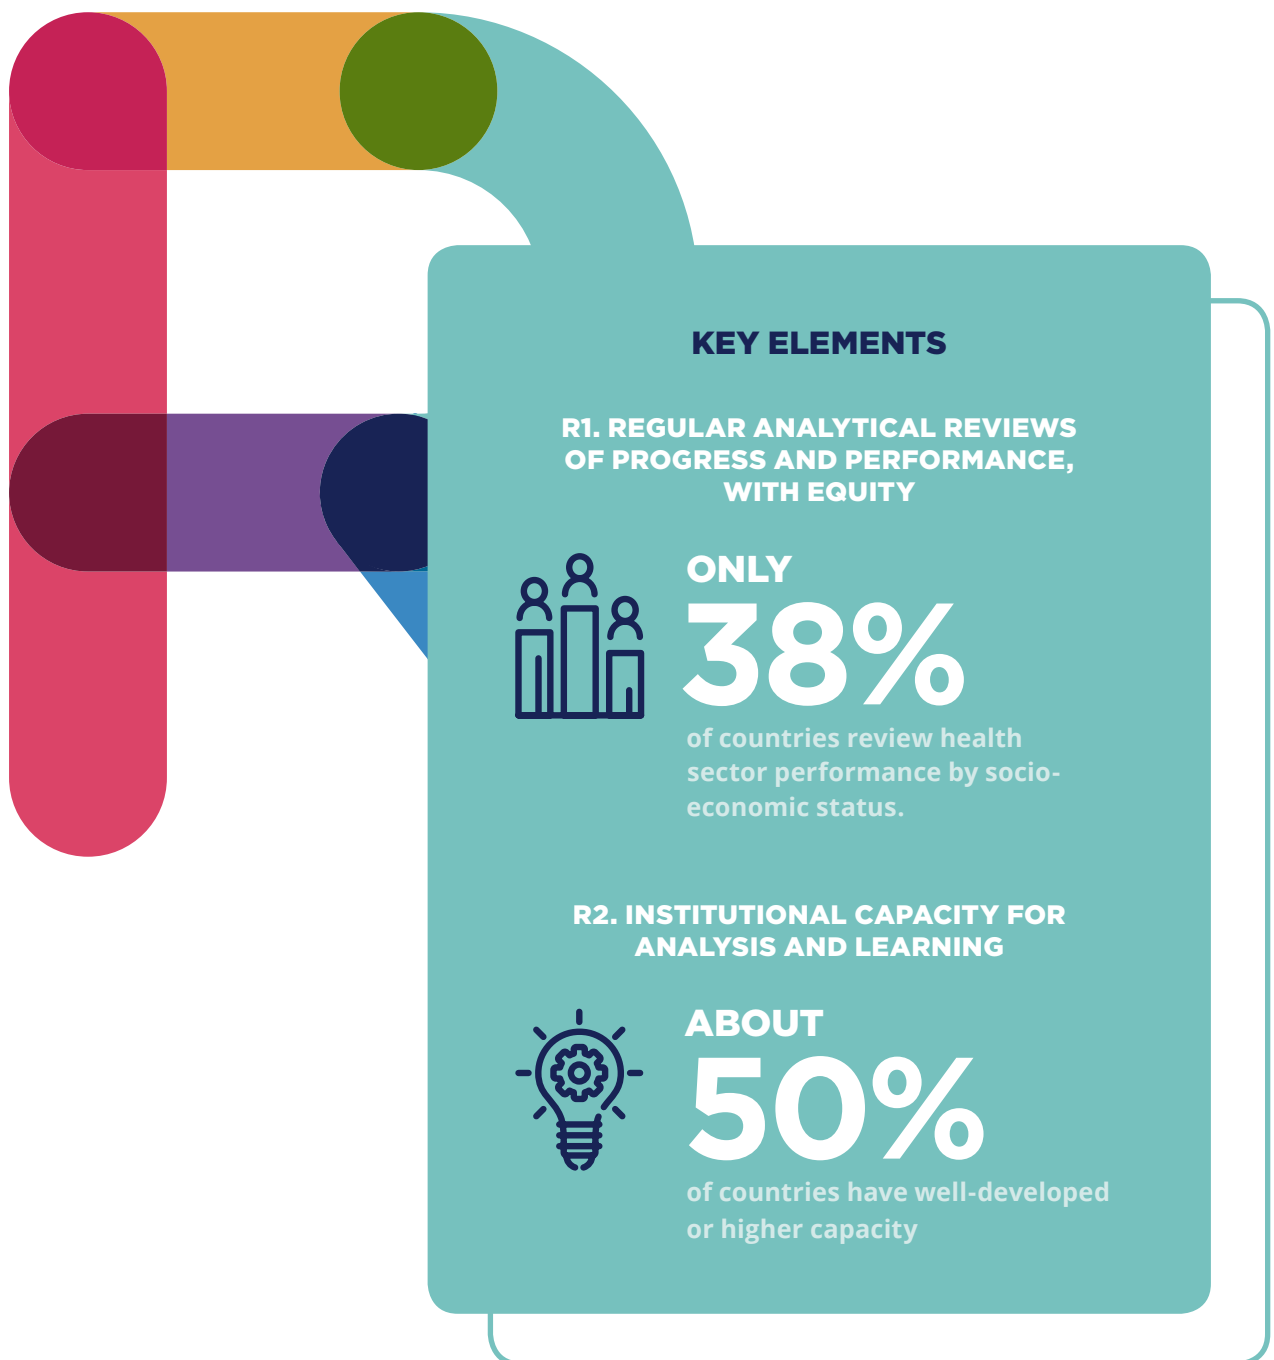 KEY ELEMENTS
R1. REGULAR ANALYTICAL REVIEWS
OF PROGRESS AND PERFORMANCE,
WITH EQUITY
ONLY
38%
of countries review health
sector performance by socio-
economic status.
R2. INSTITUTIONAL CAPACITY FOR
ANALYSIS AND LEARNING
ABOUT
50%
of countries have well-developed
or higher capacity